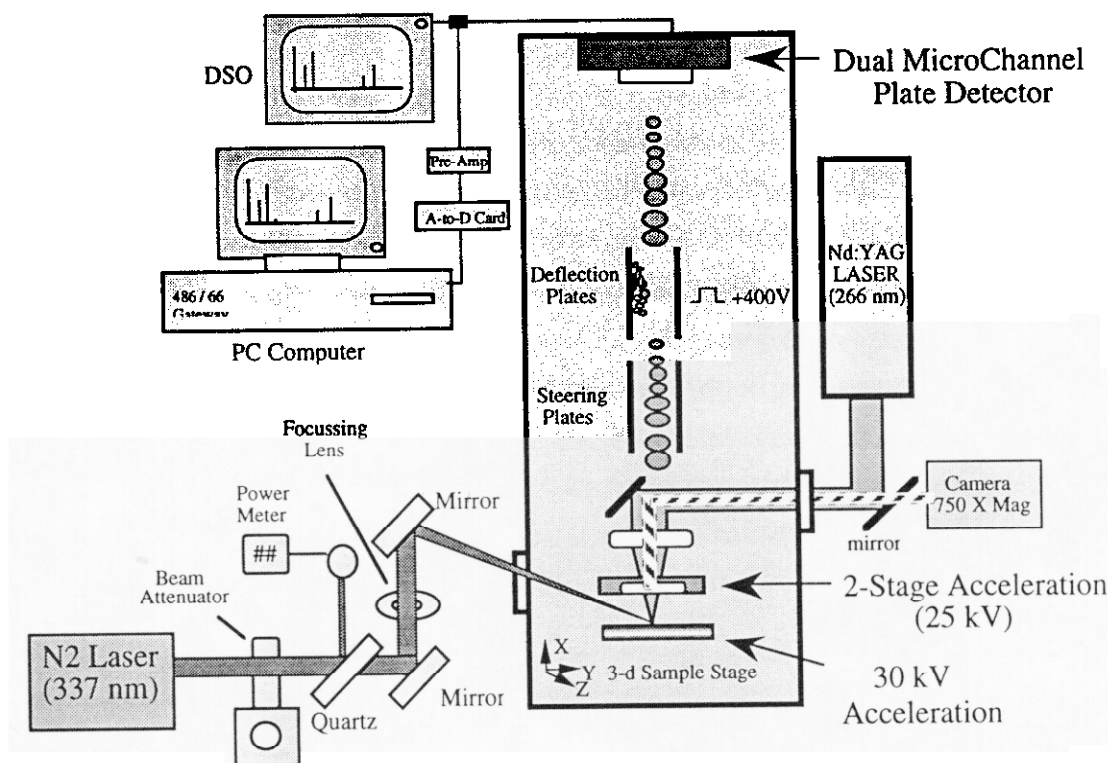 DSO
Dual MicroChannel
Plate Detector
Pre-Amp
A-to-D Card
Nd:YAG
LASER
(266 nm)
Deflection
Plates
+400V
486 / 66
Gateway
PC Computer
Steering
Plates
Focussing
Lens
Power
Meter
Mirror
Camera
750 X Mag
##
mirror
Beam
Attenuator
2-Stage Acceleration
(25 kV)
N2 Laser
(337 nm)
X
Y
Z
3-d Sample Stage
30 kV
Acceleration
Mirror
Quartz